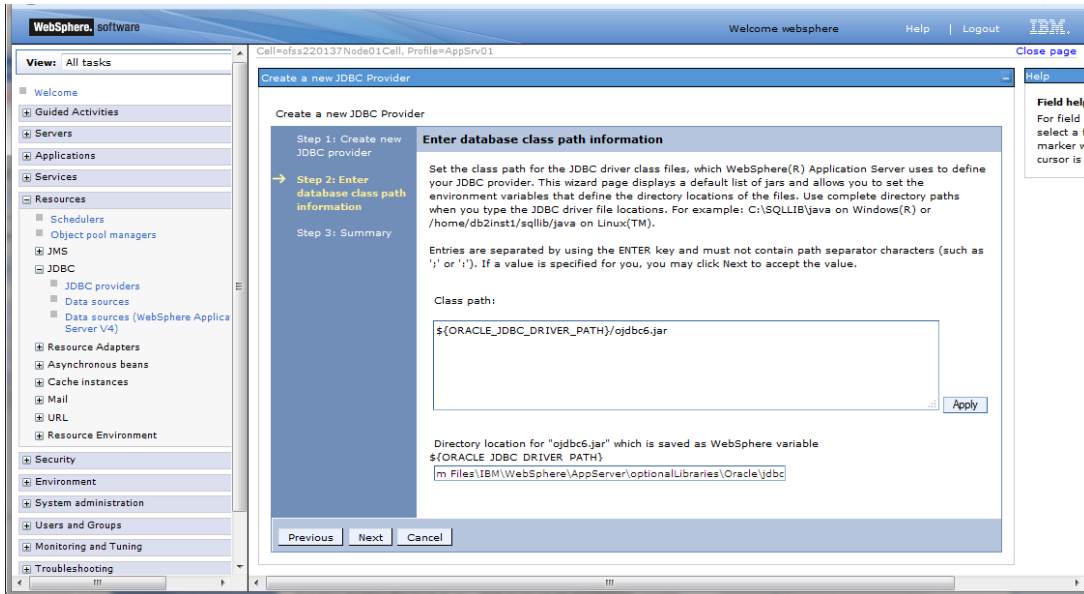 WebSphere. software
Welcome websphere
Help | Logout
IBM.
View: All tasks
Welcome
Guided Activities
Servers
Applications
Services
Resources
Schedulers
Object pool managers
JMS
JDBC
JDBC providers
Data sources
Data sources (WebSphere Applica
Server V4)
Resource Adapters
Asynchronous beans
Cache instances
Mail
URL
Resource Environment
Security
Environment
System administration
Users and Groups
Monitoring and Tuning
Troubleshooting
Cell=ofss220137Node01Cell, Profile=AppSrv01
Close page
Create a new JDBC Provider
Create a new JDBC Provider
Step 1: Create new
JDBC provider
Step 2: Enter
database class path
information
Step 3: Summary
Enter database class path information
Set the class path for the JDBC driver class files, which WebSphere(R) Application Server uses to define
your JDBC provider. This wizard page displays a default list of jars and allows you to set the
environment variables that define the directory locations of the files. Use complete directory paths
when you type the JDBC driver file locations. For example: C:\SQLLIB\java on Windows(R) or
/home/db2inst1/sqllib/java on Linux(TM).
Entries are separated by using the ENTER key and must not contain path separator characters (such as
';' or ':'). If a value is specified for you, you may click Next to accept the value.
Class path:
${ORACLE_JDBC_DRIVER_PATH}/ojdbc6.jar
Apply
Directory location for "ojdbc6.jar" which is saved as WebSphere variable
${ORACLE_JDBC_DRIVER_PATH}
m Files\IBM\WebSphere\AppServer\optionalLibraries\Oracle\jdbc
Previous
Next
Cancel
Help
Field help
For field
select a
marker
cursor is